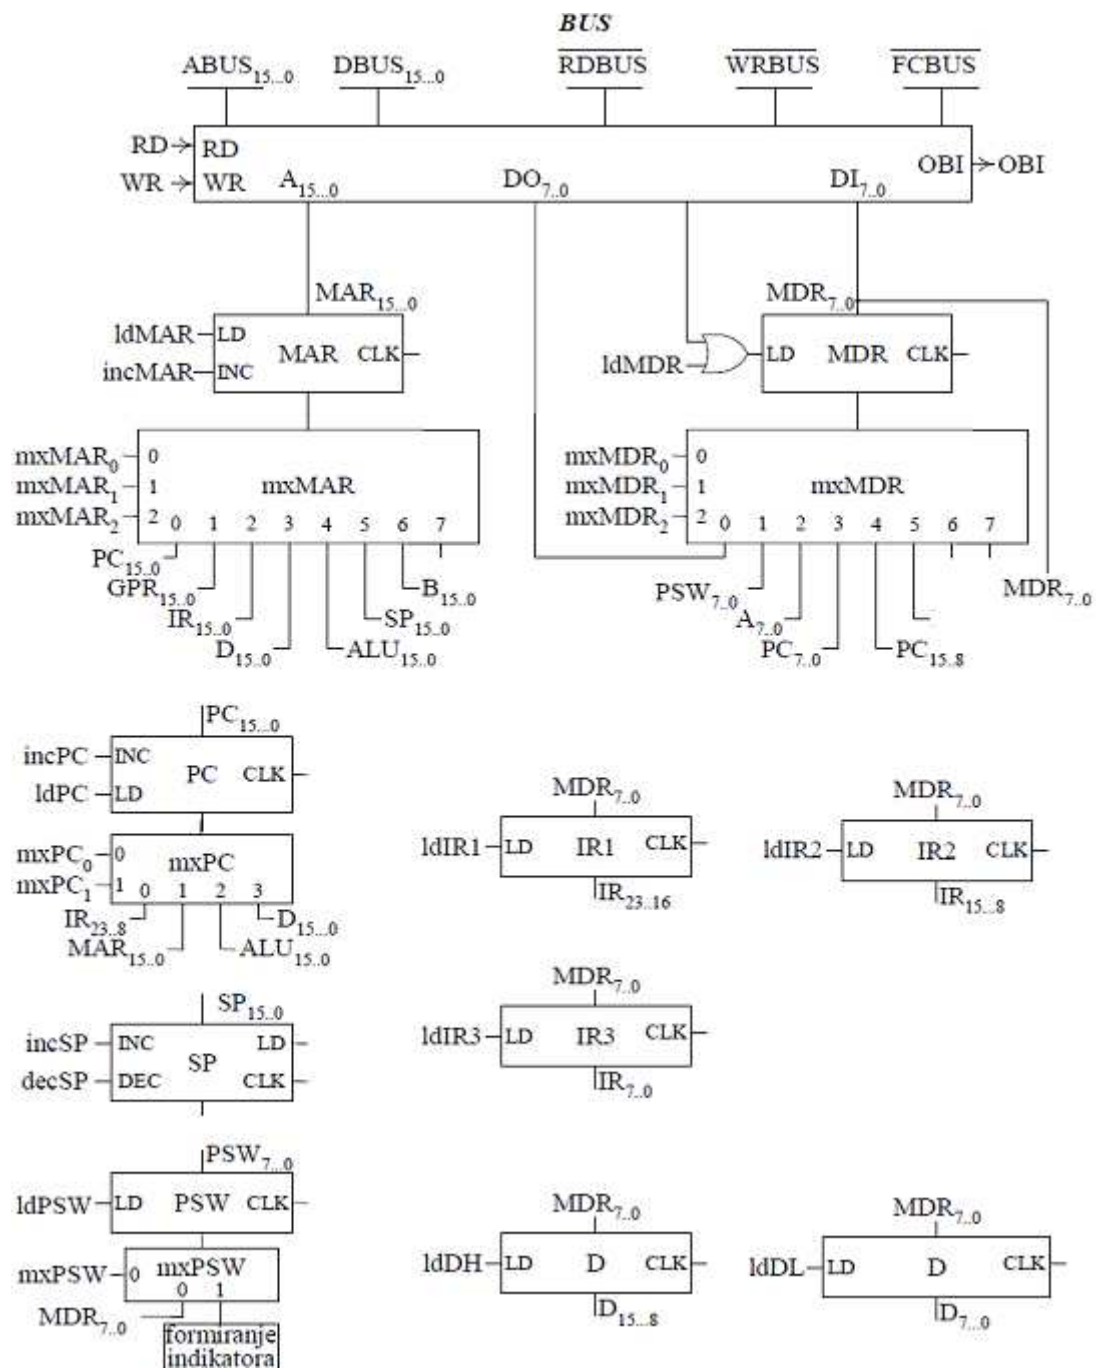 BUS
ABUS15...0 DBUS15...0 RDBUS WRBUS FCBUS
RD RD
WR WR A15...0 DO7..0 DI7..0 OBI OBI
MAR15...0 MDR7..0
ldMAR LD MAR CLK
incMAR INC
ldMDR LD MDR CLK
mxMAR0 0
mxMAR1 1 mxMAR
mxMAR2 2 0 1 2 3 4 5 6 7
mxMDR0 0
mxMDR1 1 mxMDR
mxMDR2 2 0 1 2 3 4 5 6 7
PC15..0
GPR15..0 B15..0
IR15..0 SP15..0
D15..0 ALU15..0
PSW7..0 MDR7..0
A7..0
PC7..0 PC15..8
PC15...0
incPC INC PC CLK
ldPC LD
mxPC0 0 mxPC
mxPC1 1 0 1 2 3
IR23..8 D15..0
MAR15..0 ALU15..0
MDR7..0
ldIR1 LD IR1 CLK
IR23..16
MDR7..0
ldIR2 LD IR2 CLK
IR15...8
SP15..0
incSP INC SP LD
decSP DEC CLK
MDR7..0
ldIR3 LD IR3 CLK
IR7..0
PSW7...0
ldPSW LD PSW CLK
mxPSW 0 mxPSW
0 1
MDR7..0
formiranje
indikatora
MDR7..0
ldDH LD D CLK
D15...8
MDR7..0
ldDL LD D CLK
D7...0